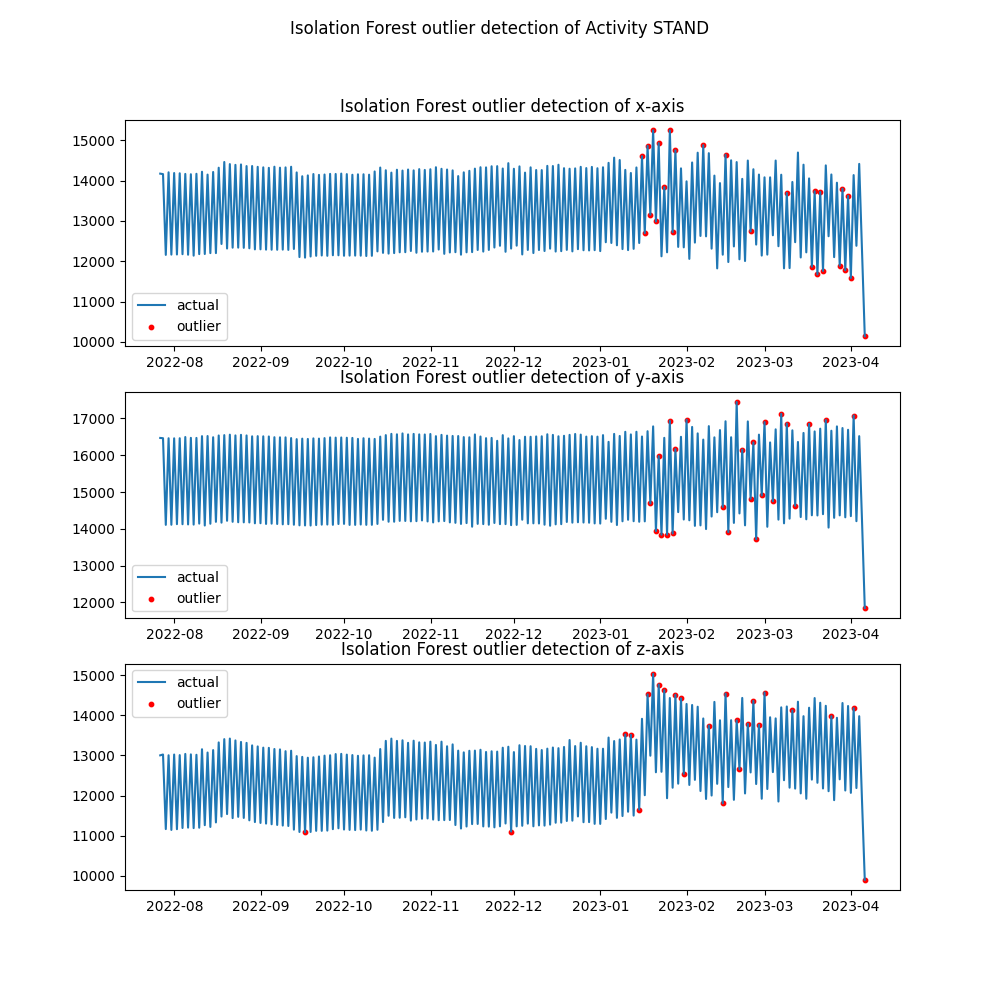 Isolation Forest outlier detection of Activity STAND
Isolation Forest outlier detection of x-axis
15000
14000
13000
12000
11000
10000
actual
outlier
2022-08 2022-09 2022-10 2022-11 2022-12 2023-01 2023-02 2023-03 2023-04
Isolation Forest outlier detection of y-axis
17000
16000
15000
14000
13000
12000
actual
outlier
2022-08 2022-09 2022-10 2022-11 2022-12 2023-01 2023-02 2023-03 2023-04
Isolation Forest outlier detection of z-axis
15000
14000
13000
12000
11000
10000
actual
outlier
2022-08 2022-09 2022-10 2022-11 2022-12 2023-01 2023-02 2023-03 2023-04